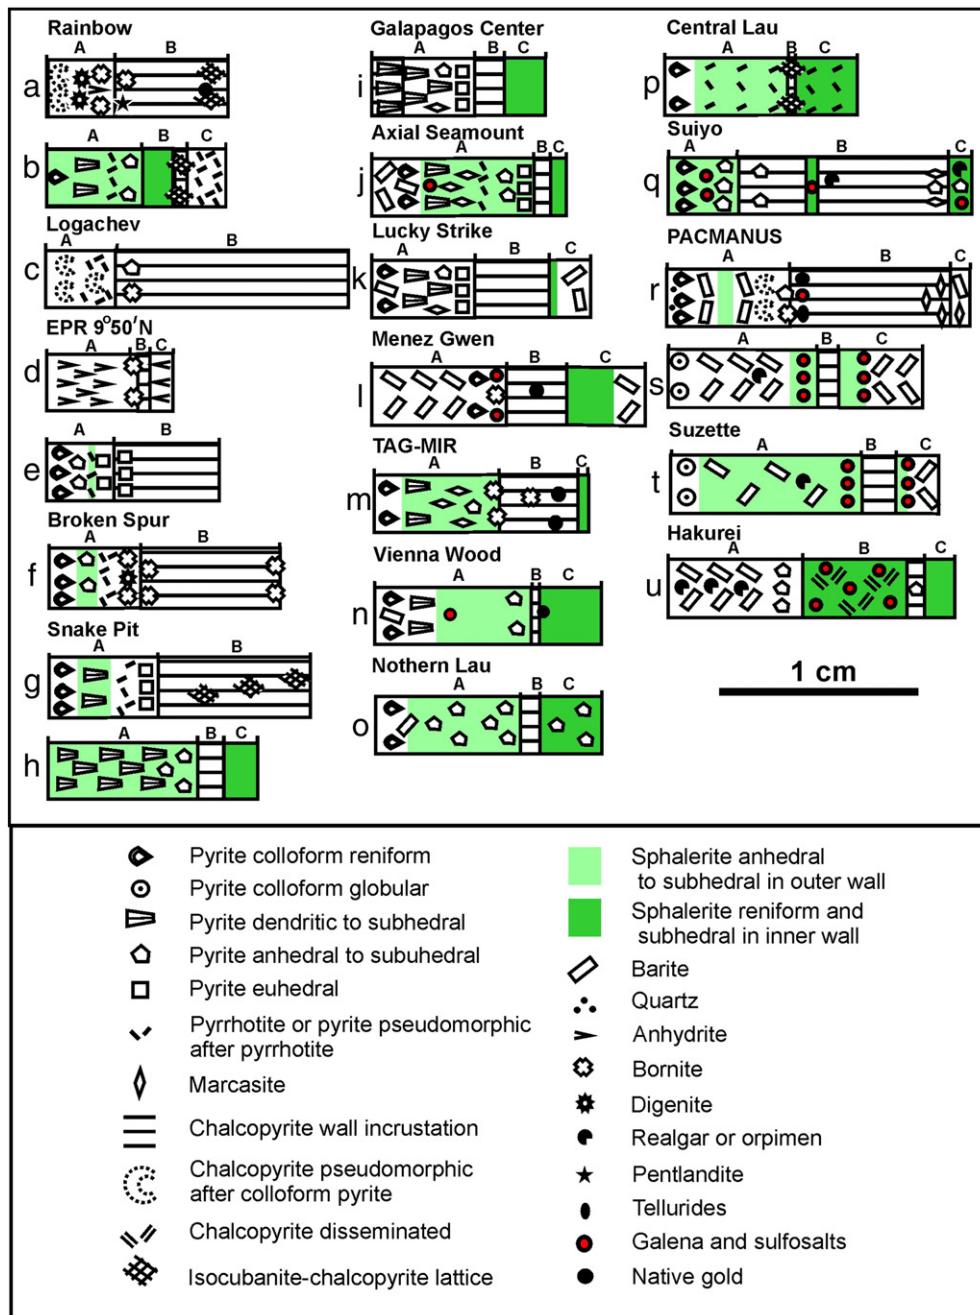 Rainbow
A B
a
A B C
b
Logachev
A B
c
EPR 9°50′N
A B C
d
A B
e
Broken Spur
A B
f
Snake Pit
A B
g
A B C
h
Galapagos Center
A B C
i
Axial Seamount
A B C
j
Lucky Strike
A B C
k
Menez Gwen
A B C
l
TAG-MIR
A B C
m
Vienna Wood
A B C
n
Nothern Lau
A B C
o
Central Lau
A B C
p
Suiyo
A B C
q
PACMANUS
A B C
r
A B C
s
Suzette
A B C
t
Hakurei
A B C
u
1 cm
Pyrite colloform reniform
Pyrite colloform globular
Pyrite dendritic to subhedral
Pyrite anhedral to subuhedral
Pyrite euhedral
Pyrrhotite or pyrite pseudomorphic
after pyrrhotite
Marcasite
Chalcopyrite wall incrustation
Chalcopyrite pseudomorphic
after colloform pyrite
Chalcopyrite disseminated
Isocubanite-chalcopyrite lattice
Sphalerite anhedral
to subhedral in outer wall
Sphalerite reniform and
subhedral in inner wall
Barite
Quartz
Anhydrite
Bornite
Digenite
Realgar or orpimen
Pentlandite
Tellurides
Galena and sulfosalts
Native gold